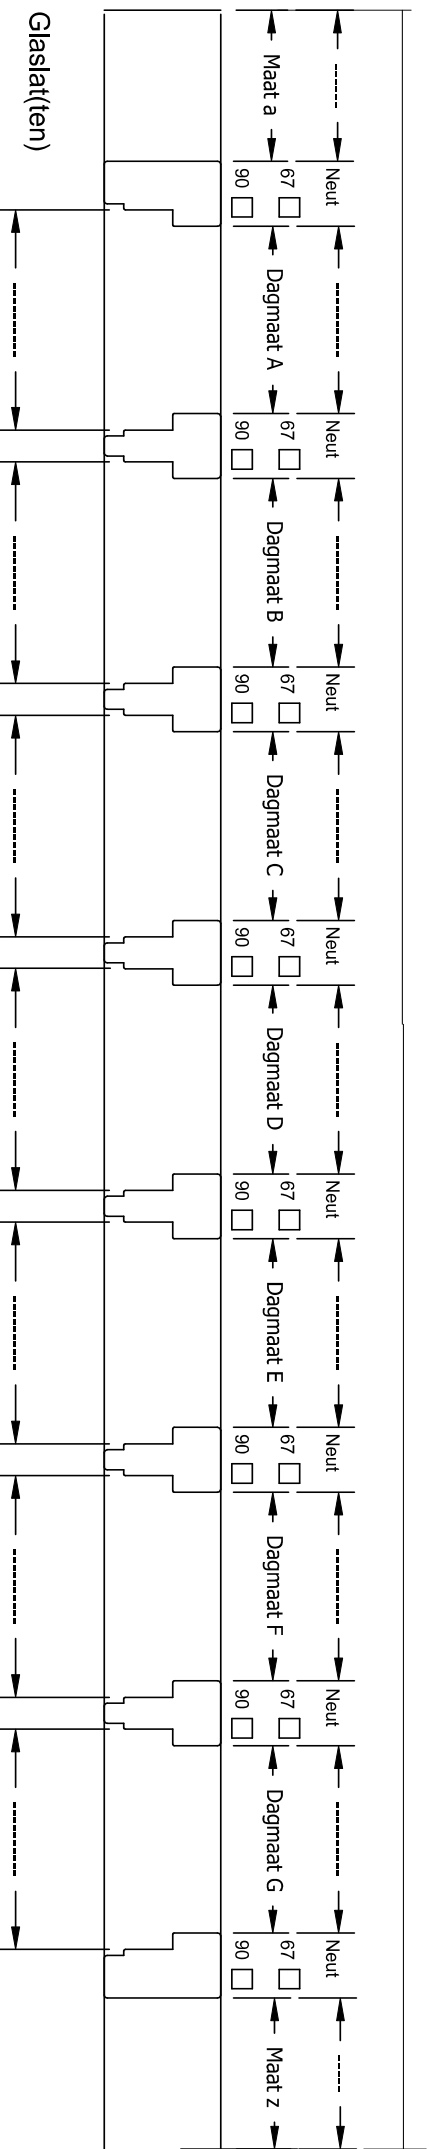 Maat a
Neut
67
90
Dagmaat A
Neut
67
90
Dagmaat B
Neut
67
90
Dagmaat C
Neut
67
90
Dagmaat D
Neut
67
90
Dagmaat E
Neut
67
90
Dagmaat F
Neut
67
90
Dagmaat G
Neut
67
90
Maat z
Glaslat(ten)